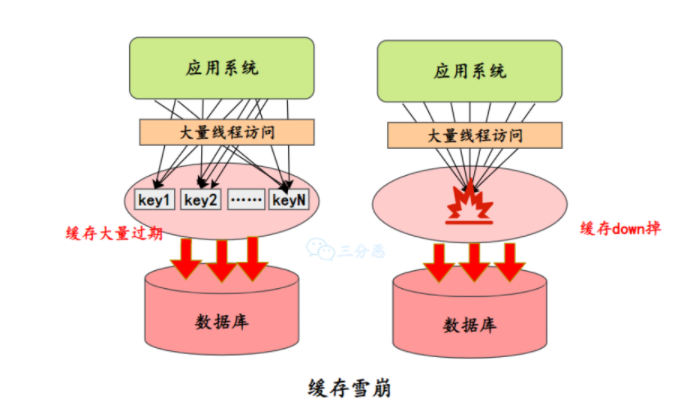 应用系统
大量线程访问
key1 key2 …… keyN
缓存大量过期
数据库
应用系统
大量线程访问
缓存down掉
数据库
三分恶
缓存雪崩